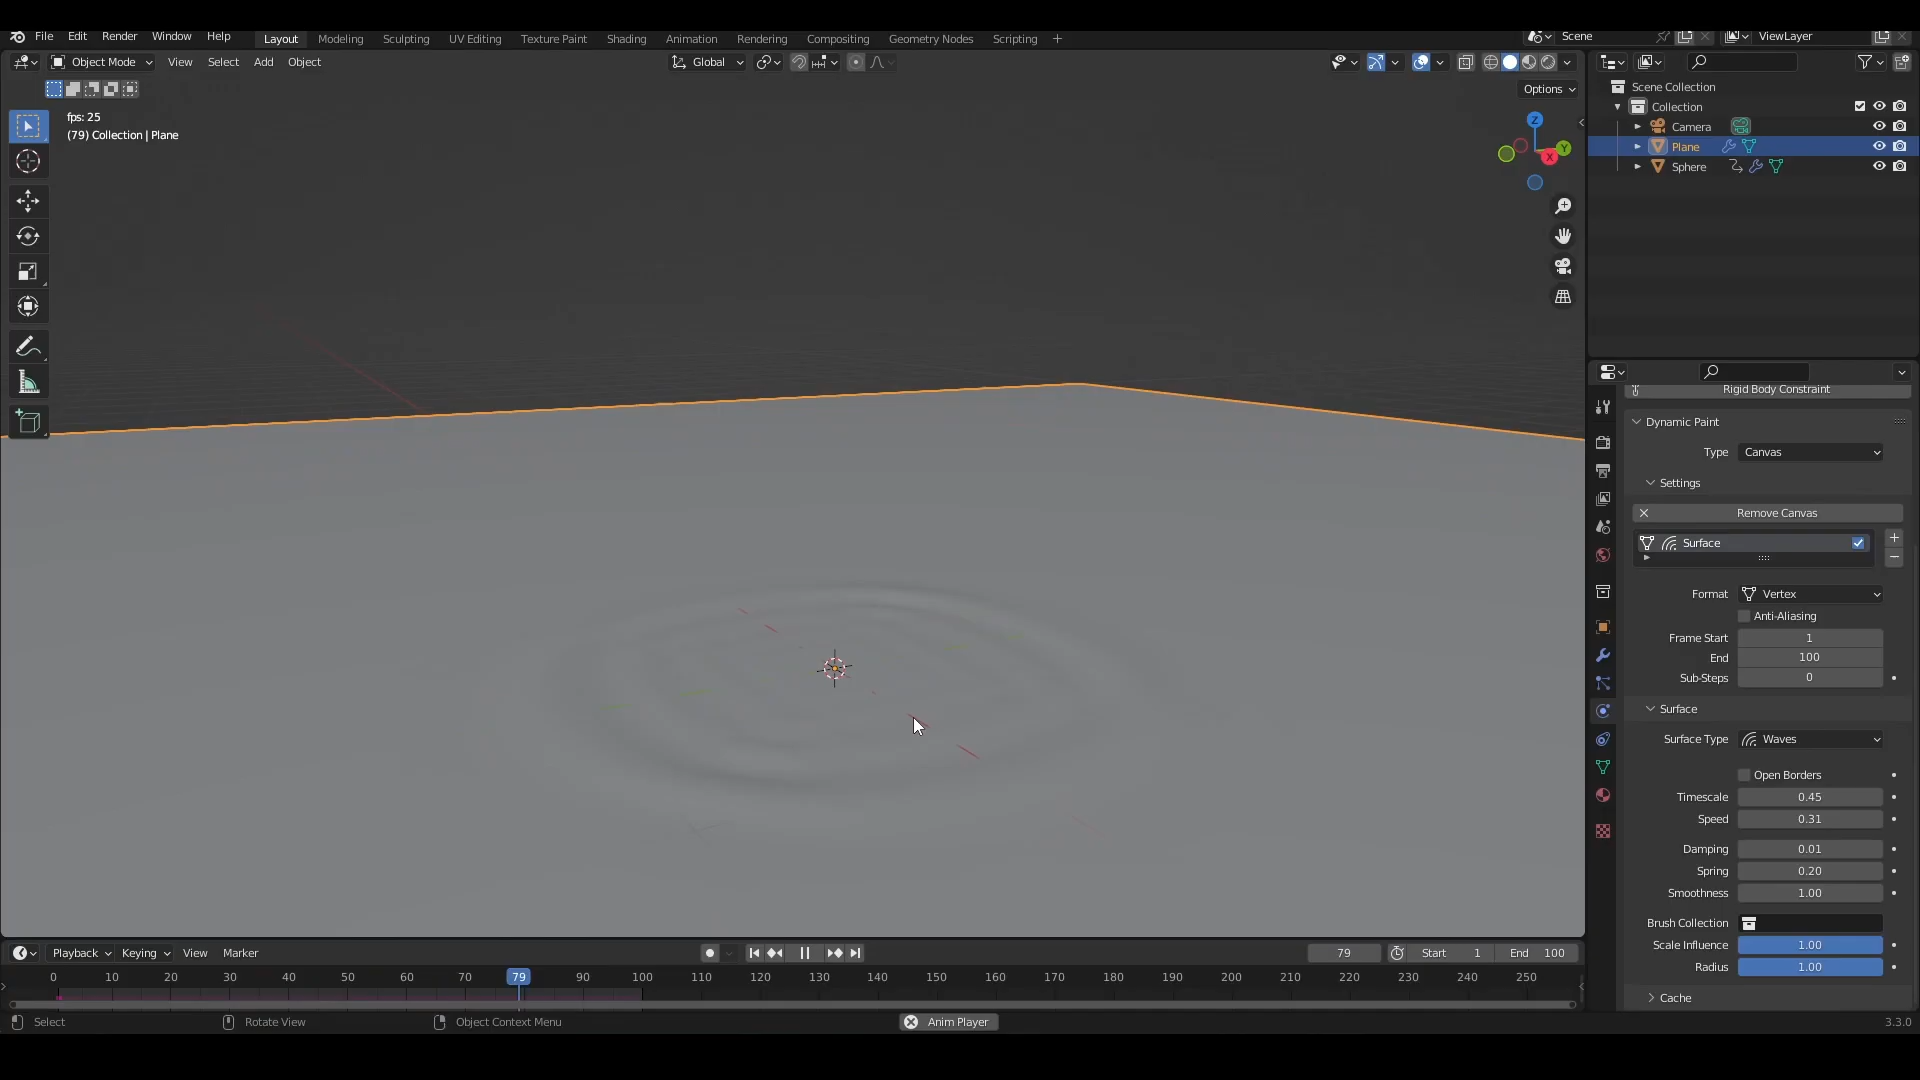 File Edit Render Window Help Layout Modeling Sculpting UV Editing Texture Paint Shading Animation Rendering Compositing Geometry Nodes Scripting + Scene ViewLayer
Object Mode View Select Add Object Global
Options
fps: 25
(79) Collection | Plane
Z
Y
X
Scene Collection
Collection
Camera
Plane
Sphere
Rigid Body Constraint
Dynamic Paint
Type Canvas
Settings
Remove Canvas
Surface
Format Vertex
Anti-Aliasing
Frame Start 1
End 100
Sub-Steps 0
Surface
Surface Type Waves
Open Borders
Timescale 0.45
Speed 0.31
Damping 0.01
Spring 0.20
Smoothness 1.00
Brush Collection
Scale Influence 1.00
Radius 1.00
Cache
Playback Keying View Marker 79 Start 1 End 100
0 10 20 30 40 50 60 70 79 90 100 110 120 130 140 150 160 170 180 190 200 210 220 230 240 250
Select Rotate View Object Context Menu Anim Player 3.3.0